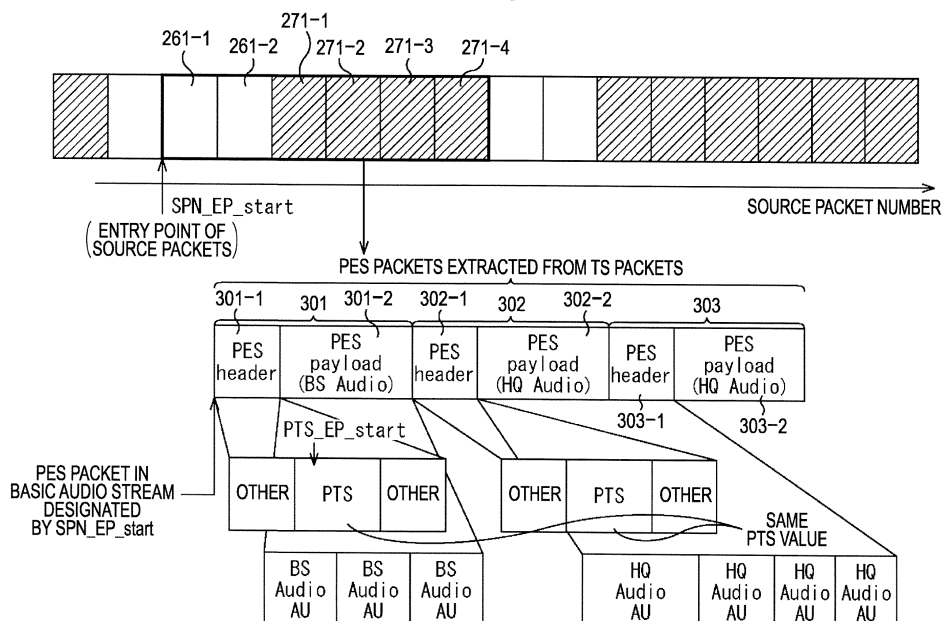 271-1
261-1 261-2 271-2 271-3 271-4
SPN_EP_start
(ENTRY POINT OF
SOURCE PACKETS)
SOURCE PACKET NUMBER
PES PACKETS EXTRACTED FROM TS PACKETS
301-1 301 301-2 302-1 302 302-2 303
PES
header
PES
payload
(BS Audio)
PES
header
PES
payload
(HQ Audio)
PES
header
PES
payload
(HQ Audio)
303-1 303-2
PTS_EP_start
PES PACKET IN
BASIC AUDIO STREAM
DESIGNATED
BY SPN_EP_start
OTHER PTS OTHER
OTHER PTS OTHER
SAME
PTS VALUE
BS
Audio
AU
BS
Audio
AU
BS
Audio
AU
HQ
Audio
AU
HQ
Audio
AU
HQ
Audio
AU
HQ
Audio
AU